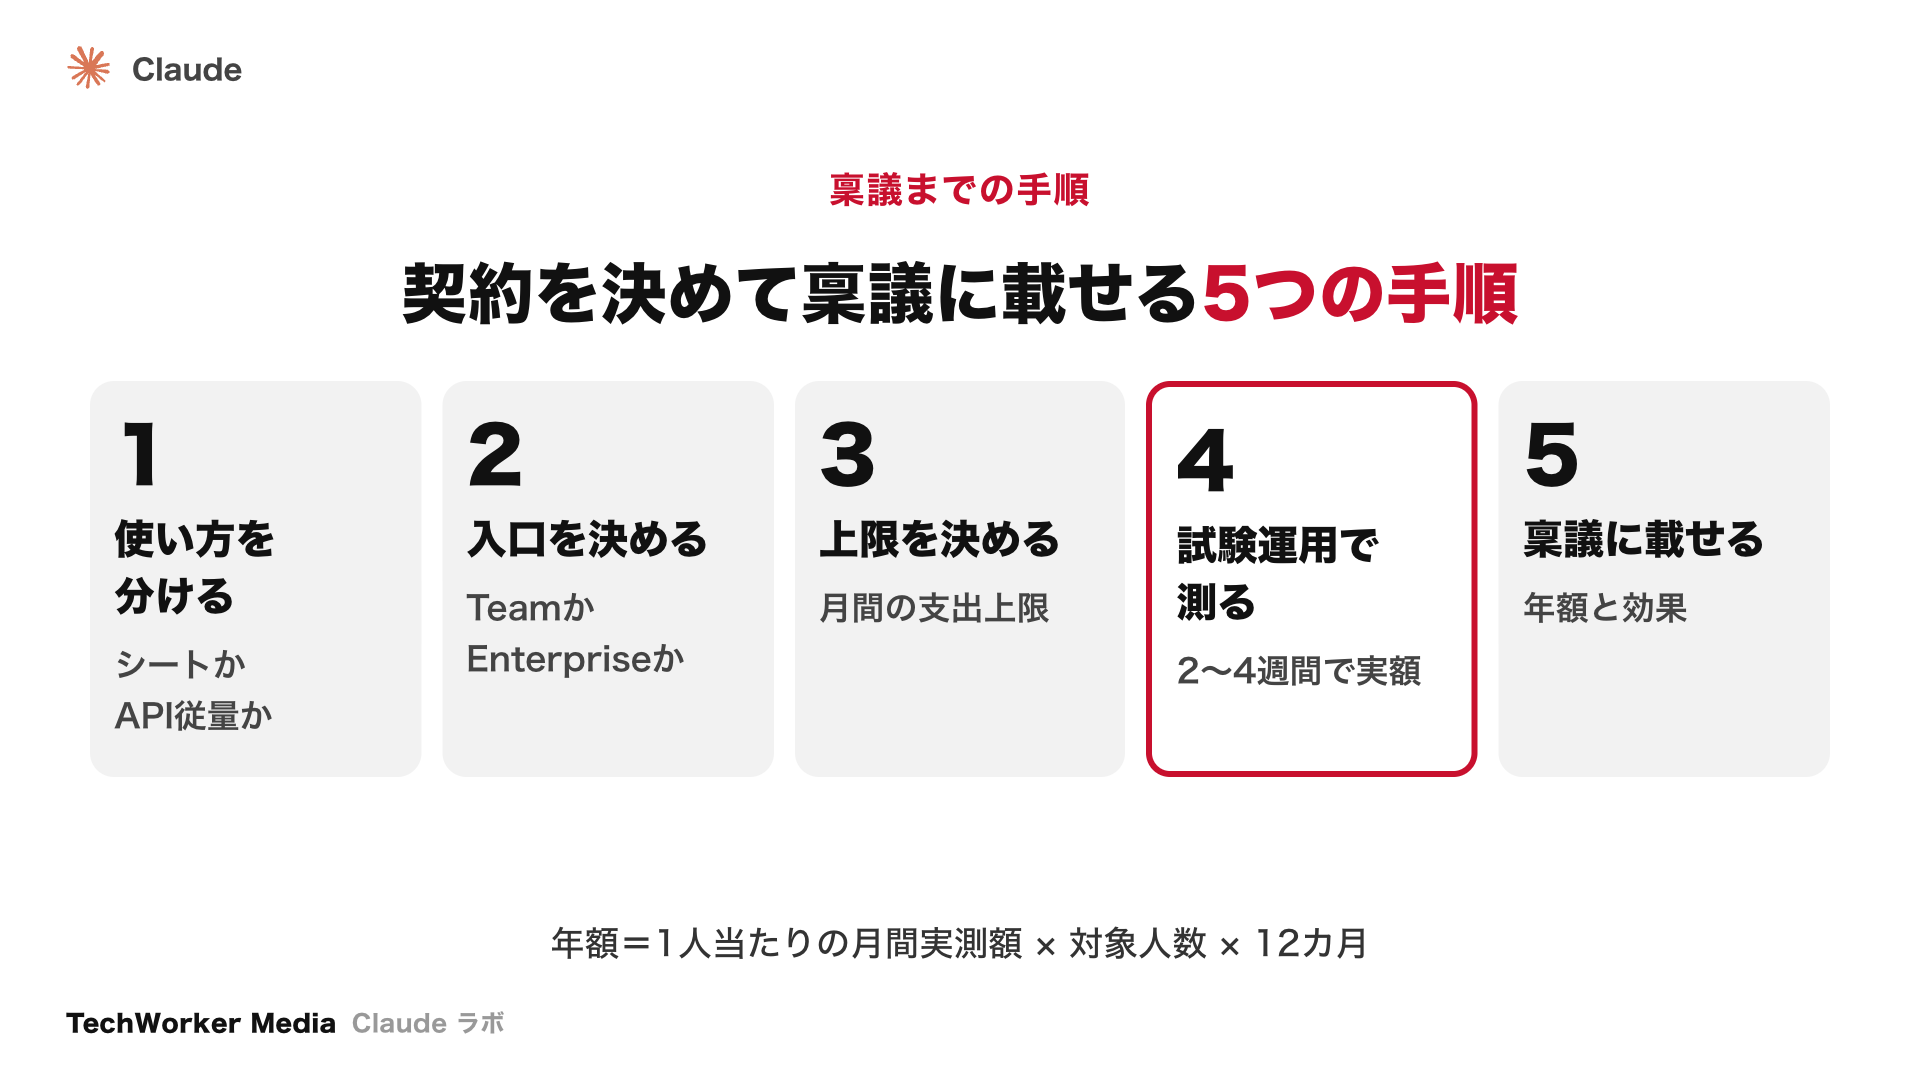 Claude
稟議までの手順
契約を決めて稟議に載せる5つの手順
1
使い方を
分ける
シートか
API従量か
2
入口を決める
Teamか
Enterpriseか
3
上限を決める
月間の支出上限
4
試験運用で
測る
2〜4週間で実額
5
稟議に載せる
年額と効果
年額＝1人当たりの月間実測額 × 対象人数 × 12カ月
TechWorker Media Claude ラボ